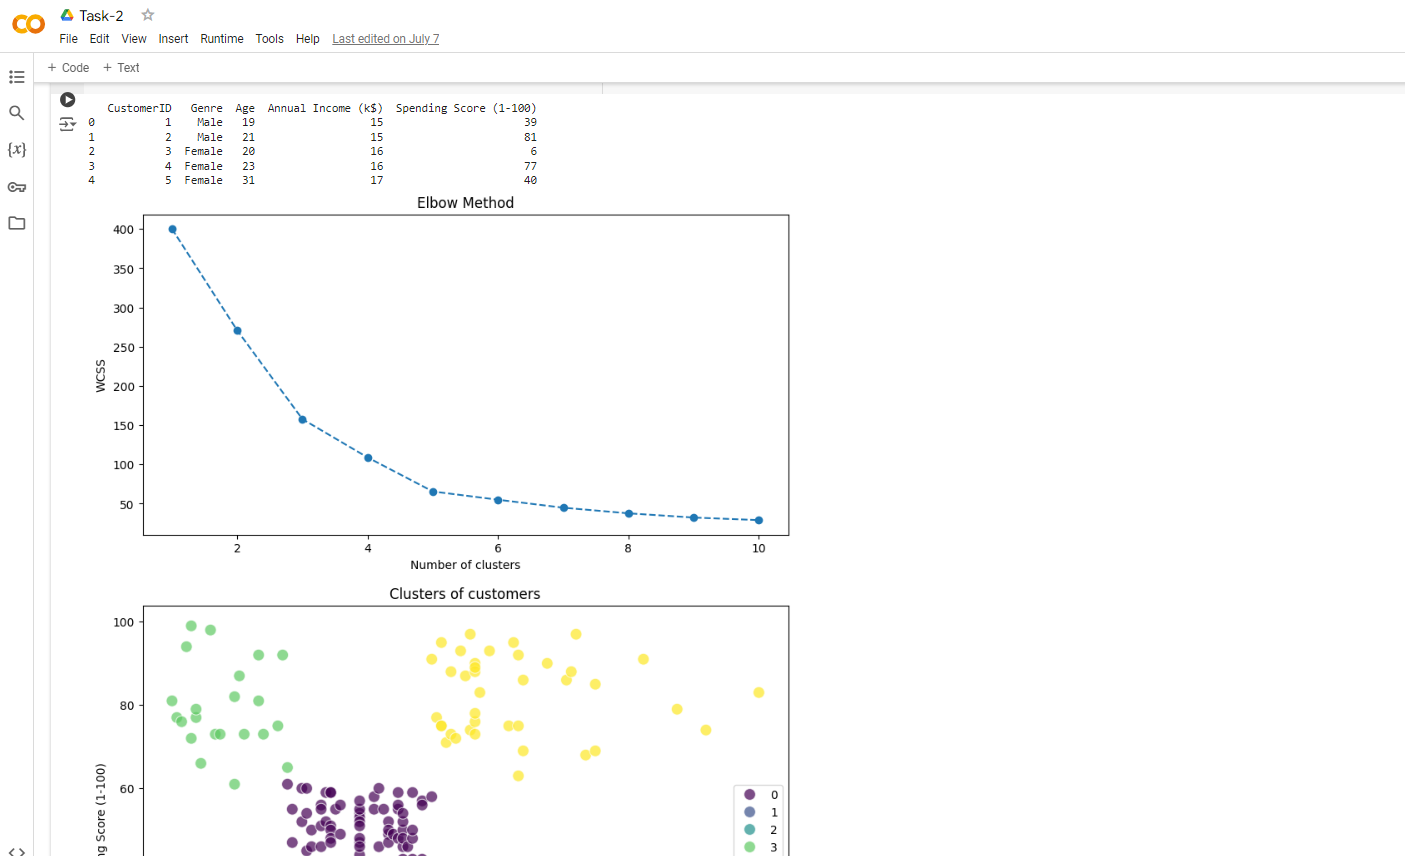 Task-2
File Edit View Insert Runtime Tools Help Last edited on July 7
+ Code + Text
CustomerID Genre Age Annual Income (k$) Spending Score (1-100)
0 1 Male 19 15 39
1 2 Male 21 15 81
2 3 Female 20 16 6
3 4 Female 23 16 77
4 5 Female 31 17 40
Elbow Method
400
350
300
250
200
150
100
50
WCSS
2 4 6 8 10
Number of clusters
Clusters of customers
100
80
60
ng Score (1-100)
0
1
2
3